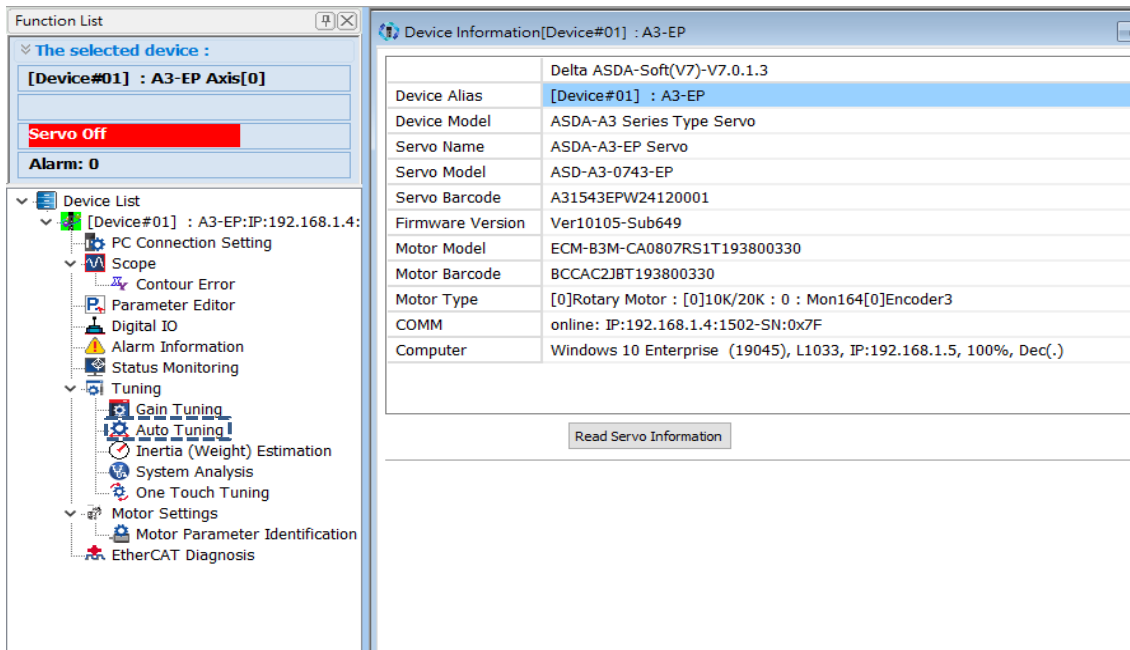 Function List
The selected device :
[Device#01] : A3-EP Axis[0]
Servo Off
Alarm: 0
Device List
[Device#01] : A3-EP:IP:192.168.1.4:
PC Connection Setting
Scope
Contour Error
Parameter Editor
Digital IO
Alarm Information
Status Monitoring
Tuning
Gain Tuning
Auto Tuning
Inertia (Weight) Estimation
System Analysis
One Touch Tuning
Motor Settings
Motor Parameter Identification
EtherCAT Diagnosis
Device Information[Device#01] : A3-EP
Delta ASDA-Soft(V7)-V7.0.1.3
Device Alias [Device#01] : A3-EP
Device Model ASDA-A3 Series Type Servo
Servo Name ASDA-A3-EP Servo
Servo Model ASD-A3-0743-EP
Servo Barcode A31543EPW24120001
Firmware Version Ver10105-Sub649
Motor Model ECM-B3M-CA0807RS1T193800330
Motor Barcode BCCAC2JBT193800330
Motor Type [0]Rotary Motor : [0]10K/20K : 0 : Mon164[0]Encoder3
COMM online: IP:192.168.1.4:1502-SN:0x7F
Computer Windows 10 Enterprise (19045), L1033, IP:192.168.1.5, 100%, Dec(.)
Read Servo Information